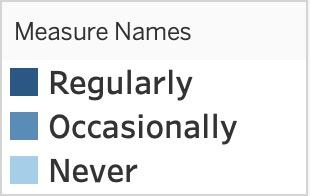 Measure Names
Regularly
Occasionally
Never